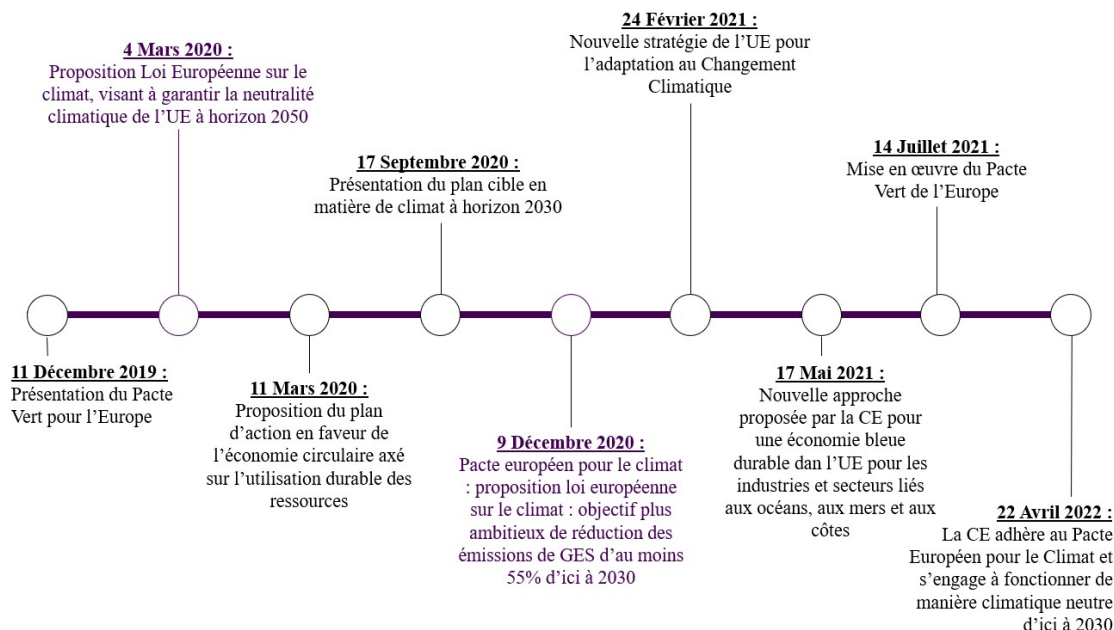 11 Décembre 2019 :
Présentation du Pacte
Vert pour l’Europe
4 Mars 2020 :
Proposition Loi Européenne sur le
climat, visant à garantir la neutralité
climatique de l’UE à horizon 2050
11 Mars 2020 :
Proposition du plan
d’action en faveur de
l’économie circulaire axé
sur l’utilisation durable des
ressources
17 Septembre 2020 :
Présentation du plan cible en
matière de climat à horizon 2030
9 Décembre 2020 :
Pacte européen pour le climat
: proposition loi européenne
sur le climat : objectif plus
ambitieux de réduction des
émissions de GES d’au moins
55% d’ici à 2030
24 Février 2021 :
Nouvelle stratégie de l’UE pour
l’adaptation au Changement
Climatique
17 Mai 2021 :
Nouvelle approche
proposée par la CE pour
une économie bleue
durable dan l’UE pour les
industries et secteurs liés
aux océans, aux mers et aux
côtes
14 Juillet 2021 :
Mise en œuvre du Pacte
Vert de l’Europe
22 Avril 2022 :
La CE adhère au Pacte
Européen pour le Climat et
s’engage à fonctionner de
manière climatique neutre
d’ici à 2030